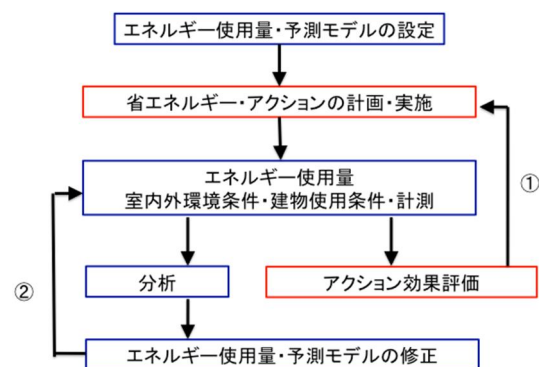 エネルギー使用量・予測モデルの設定
省エネルギー・アクションの計画・実施
エネルギー使用量
室内外環境条件・建物使用条件・計測
①
分析
アクション効果評価
②
エネルギー使用量・予測モデルの修正